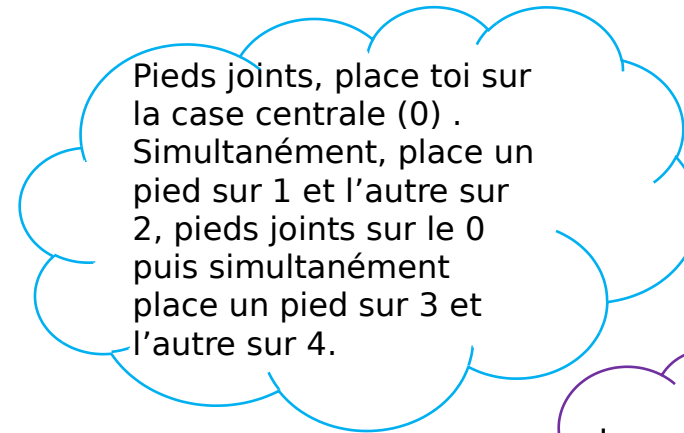 Pieds joints, place toi sur
la case centrale (0) .
Simultanément, place un
pied sur 1 et l’autre sur
2, pieds joints sur le 0
puis simultanément
place un pied sur 3 et
l’autre sur 4.